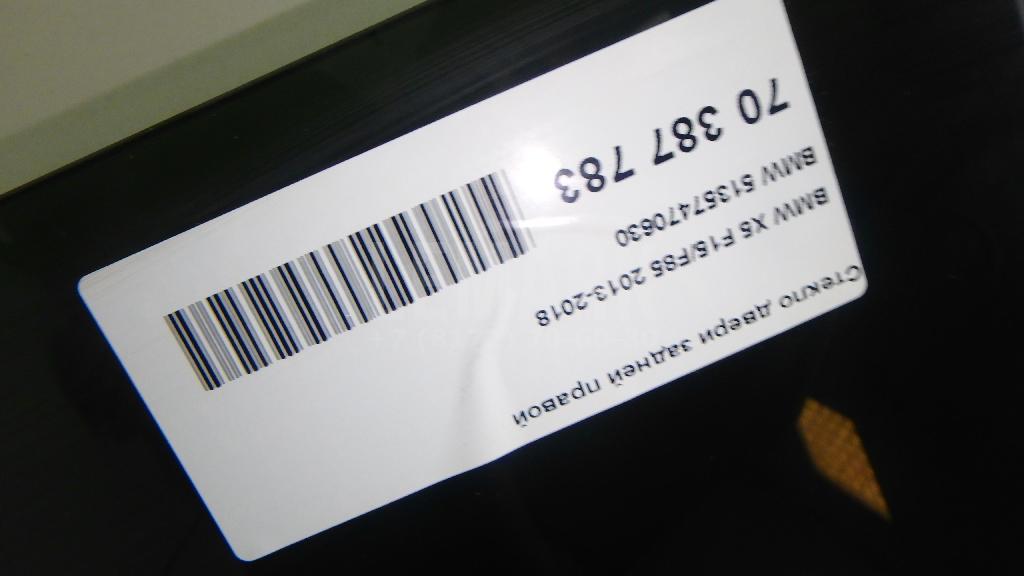 Стекло двери задней правой
BMW X5 F15/F85 2013-2018
BMW 51357470630
70 387 783